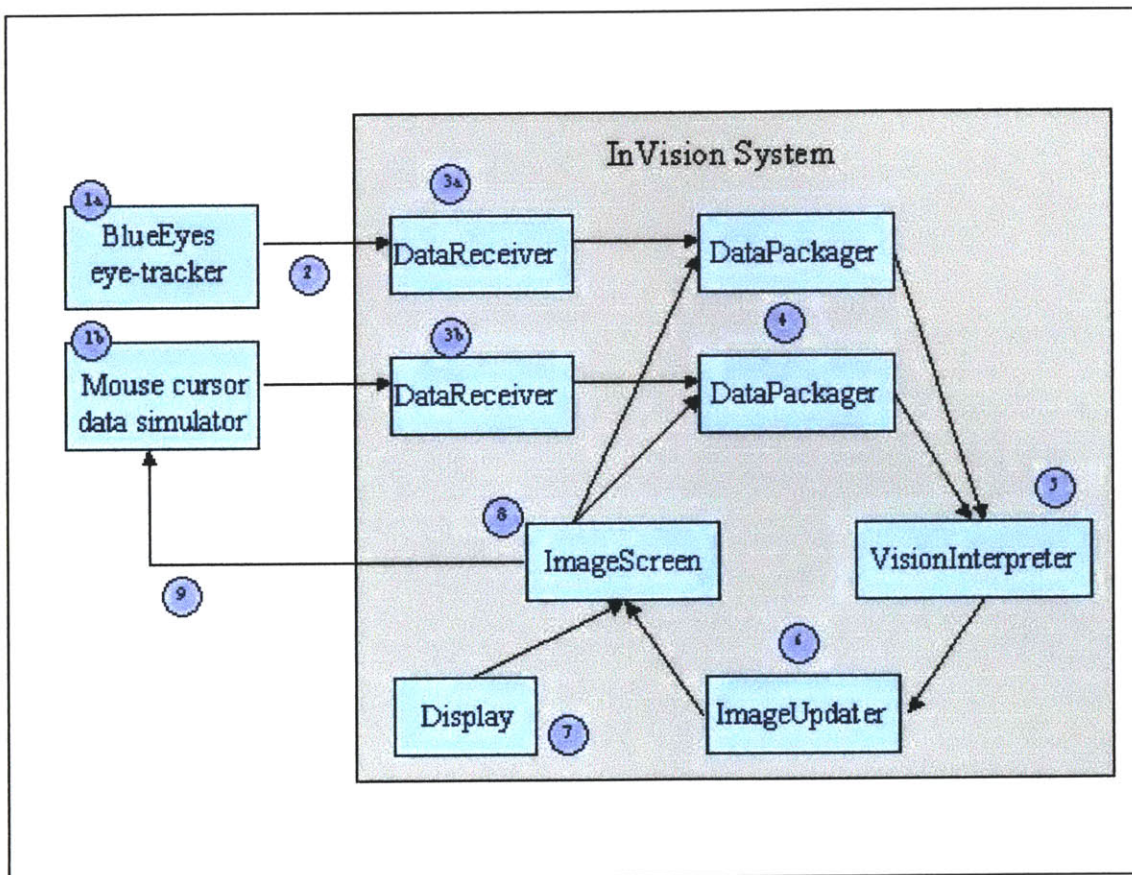 InVision System
1a
BlueEyes
eye-tracker
2
3a
DataReceiver
DataPackager
1b
Mouse cursor
data simulator
3b
DataReceiver
4
DataPackager
5
VisionInterpreter
8
ImageScreen
9
6
ImageUpdater
Display
7